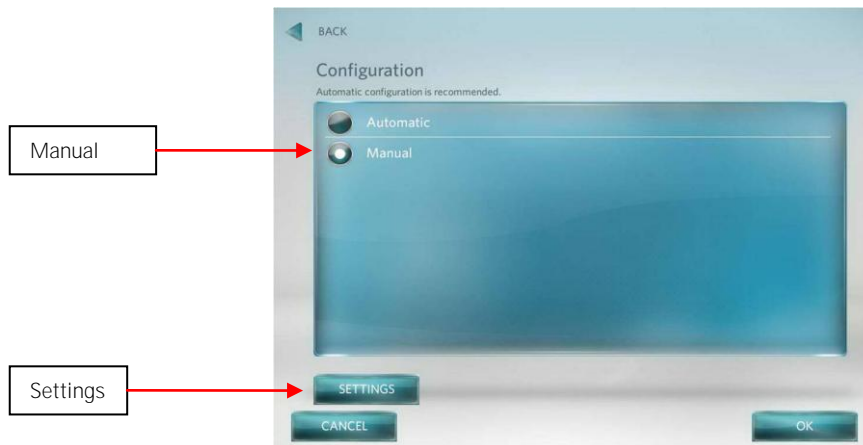 BACK
Configuration
Automatic configuration is recommended.
Automatic
Manual
Manual
Settings
SETTINGS
CANCEL
OK